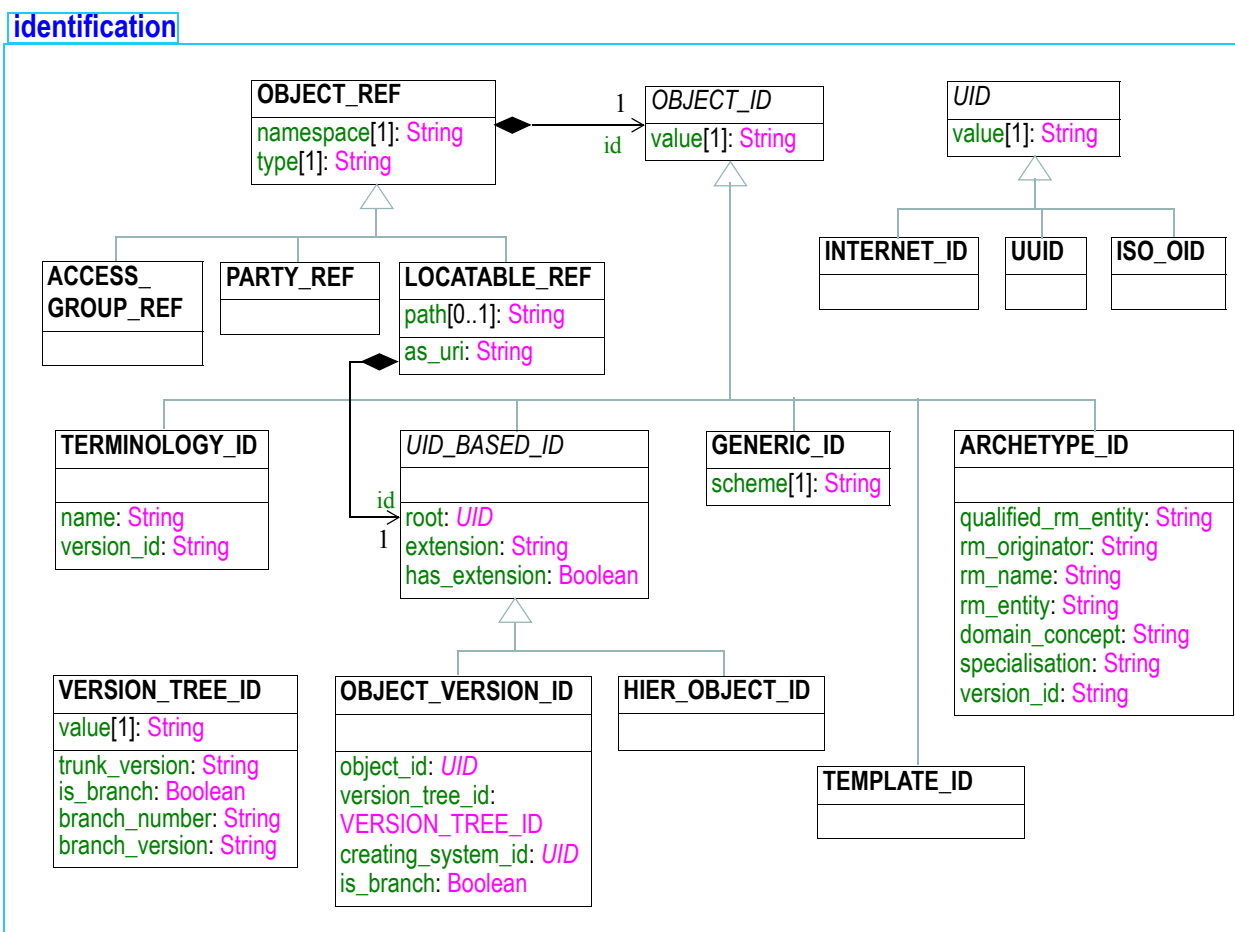 identification
OBJECT_REF
namespace[1]: String
type[1]: String
1
id
OBJECT_ID
value[1]: String
UID
value[1]: String
ACCESS_
GROUP_REF
PARTY_REF
LOCATABLE_REF
path[0..1]: String
as_uri: String
INTERNET_ID
UUID
ISO_OID
TERMINOLOGY_ID
name: String
version_id: String
id
1
UID_BASED_ID
root: UID
extension: String
has_extension: Boolean
GENERIC_ID
scheme[1]: String
ARCHETYPE_ID
qualified_rm_entity: String
rm_originator: String
rm_name: String
rm_entity: String
domain_concept: String
specialisation: String
version_id: String
VERSION_TREE_ID
value[1]: String
trunk_version: String
is_branch: Boolean
branch_number: String
branch_version: String
OBJECT_VERSION_ID
object_id: UID
version_tree_id:
VERSION_TREE_ID
creating_system_id: UID
is_branch: Boolean
HIER_OBJECT_ID
TEMPLATE_ID